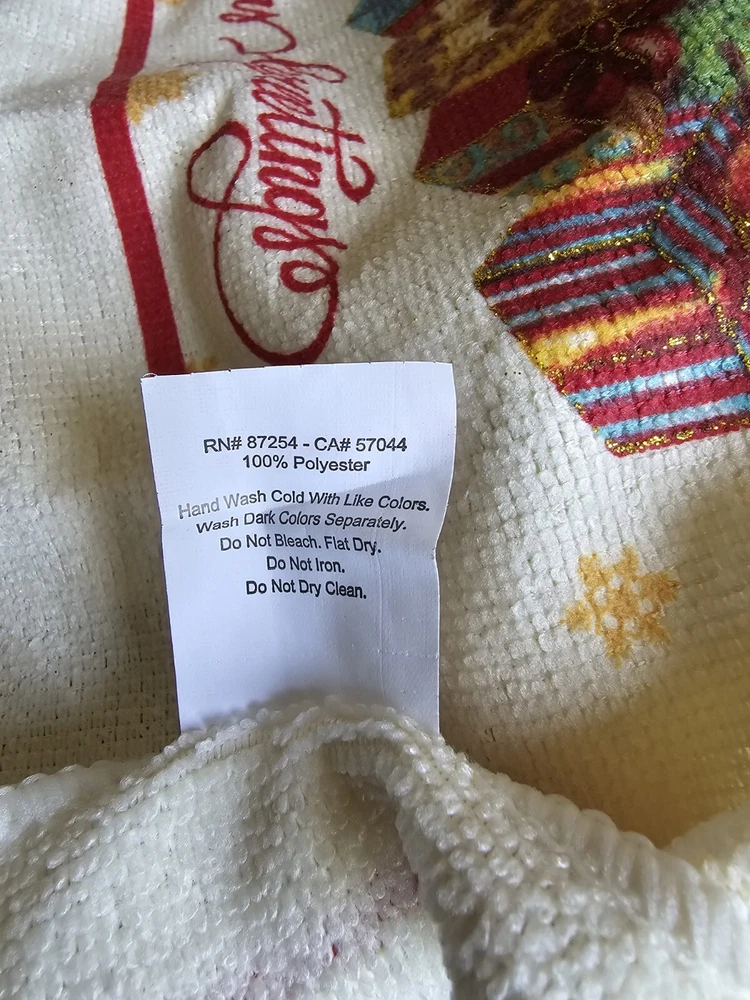 Greetings
RN# 87254 - CA# 57044
100% Polyester
Hand Wash Cold With Like Colors.
Wash Dark Colors Separately.
Do Not Bleach. Flat Dry.
Do Not Iron.
Do Not Dry Clean.